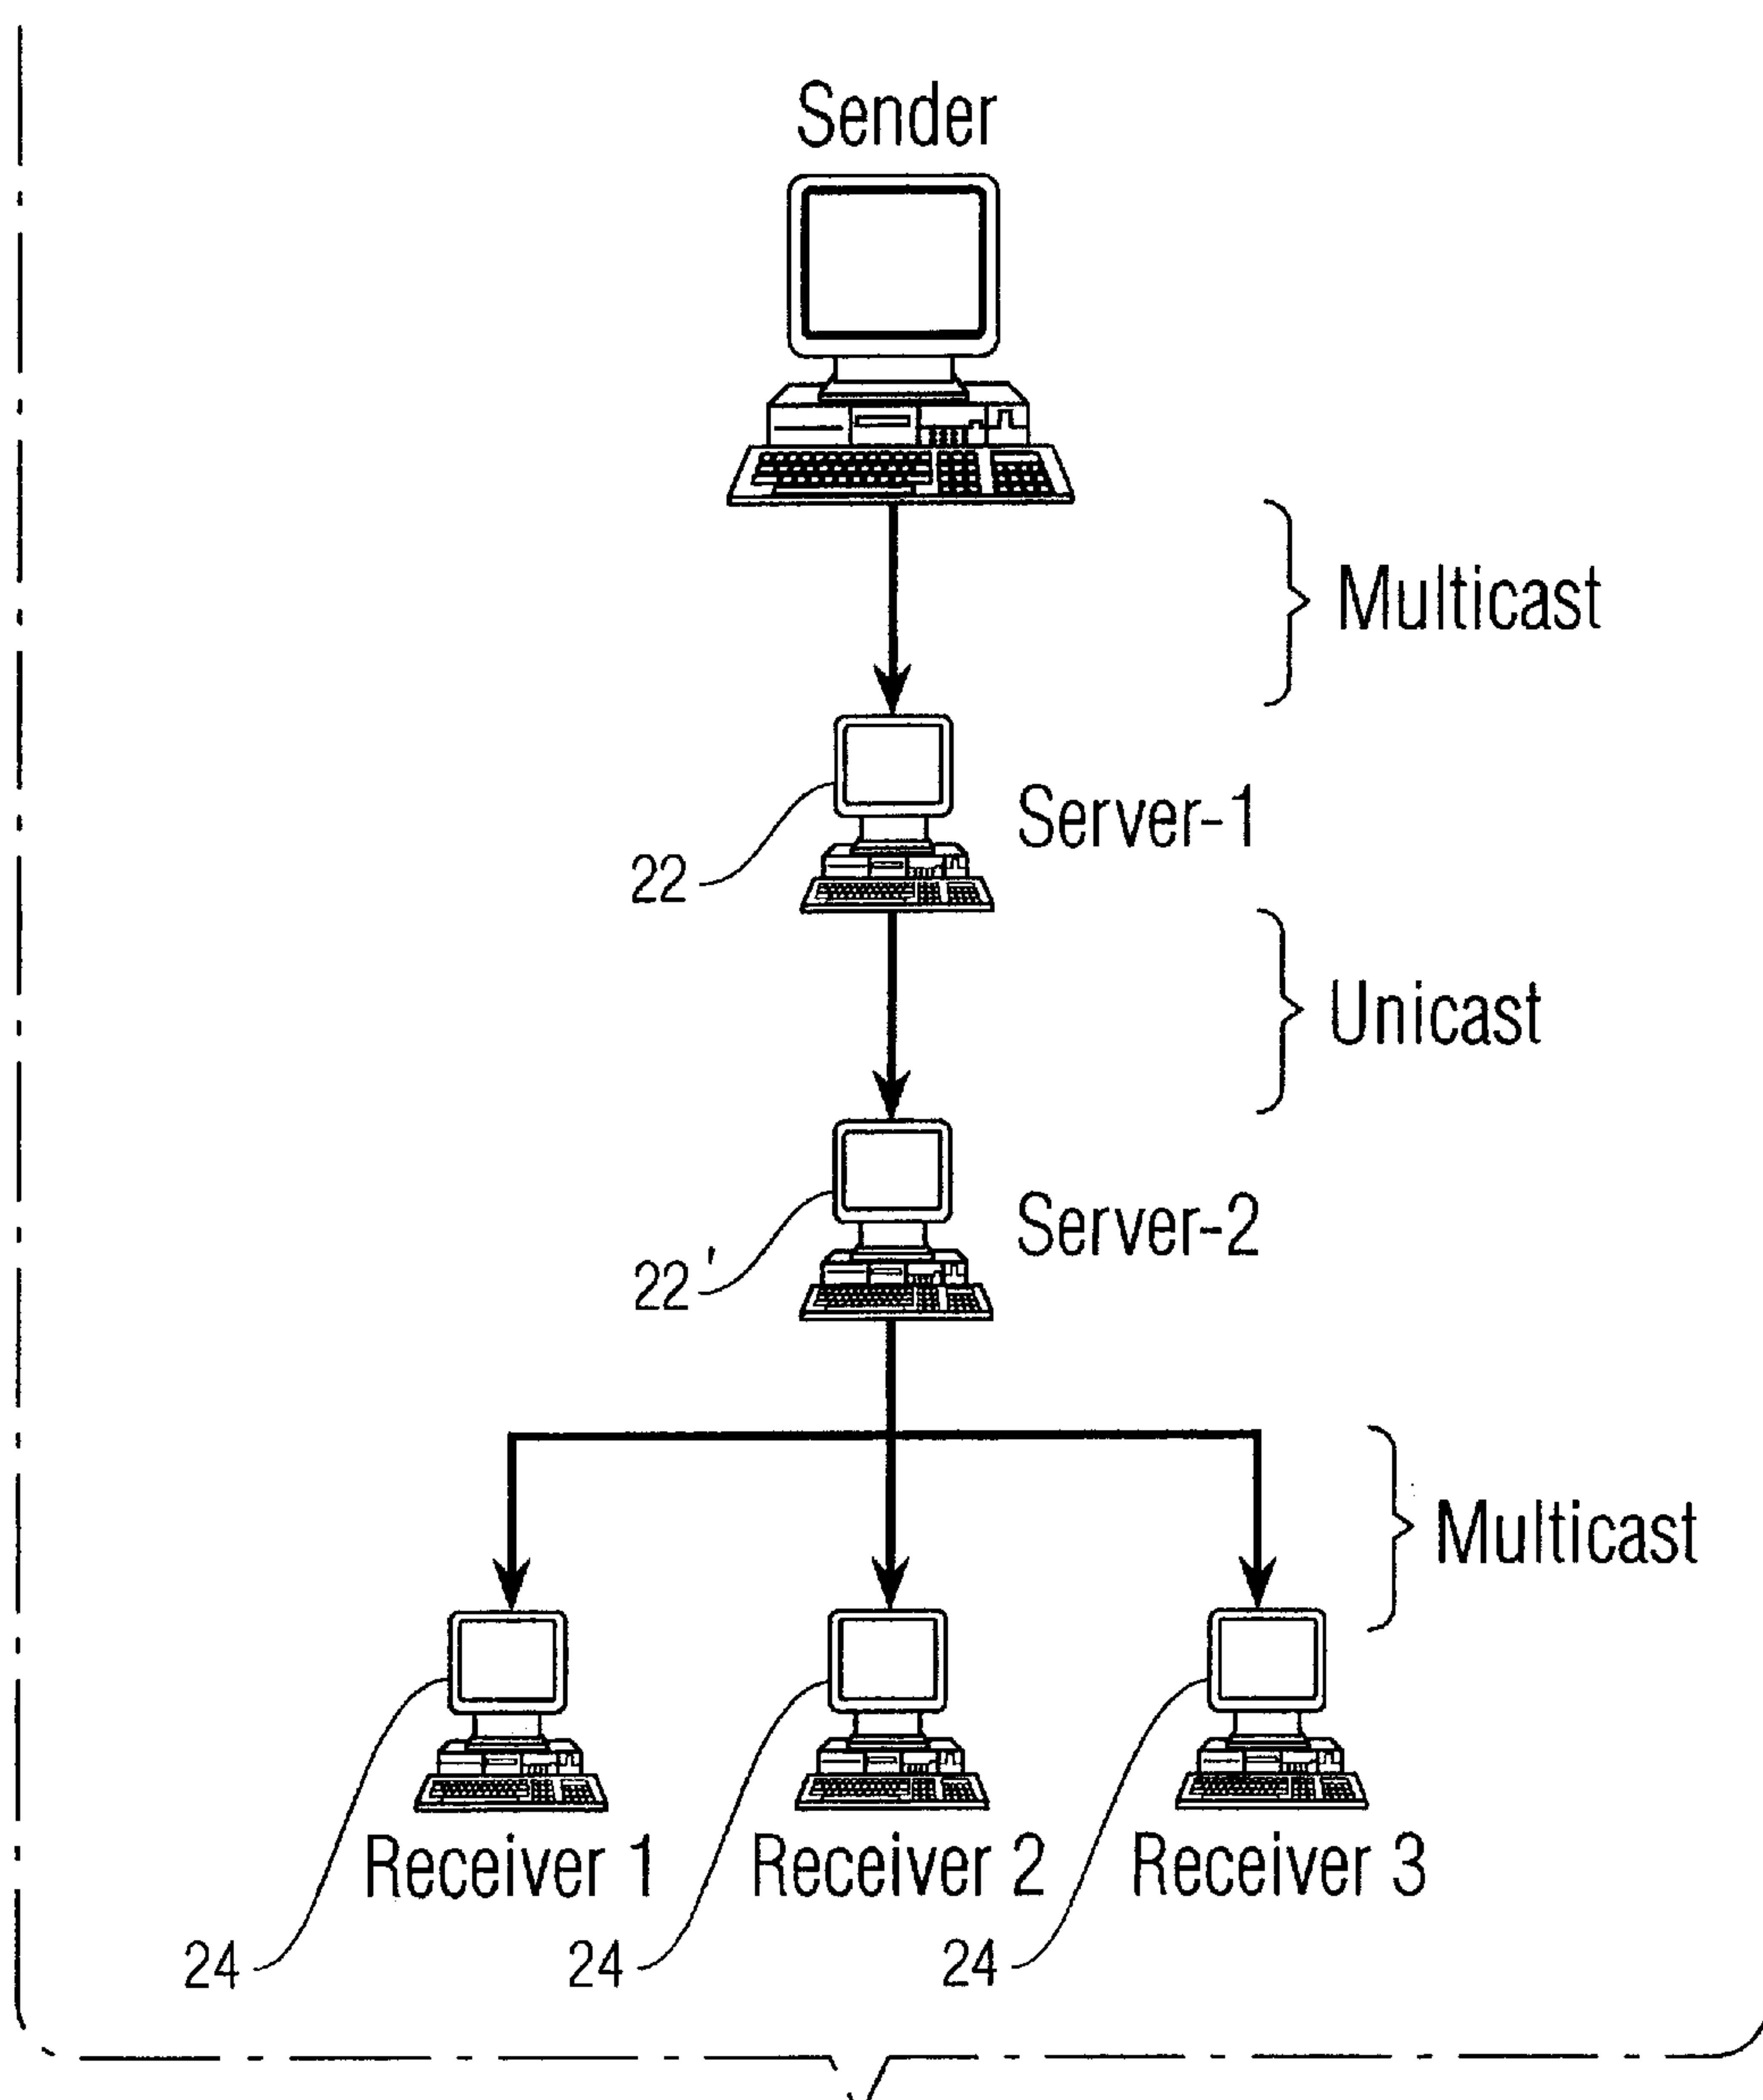 Sender
Multicast
Server-1
22
Unicast
Server-2
22'
Multicast
Receiver 1
Receiver 2
Receiver 3
24
24
24